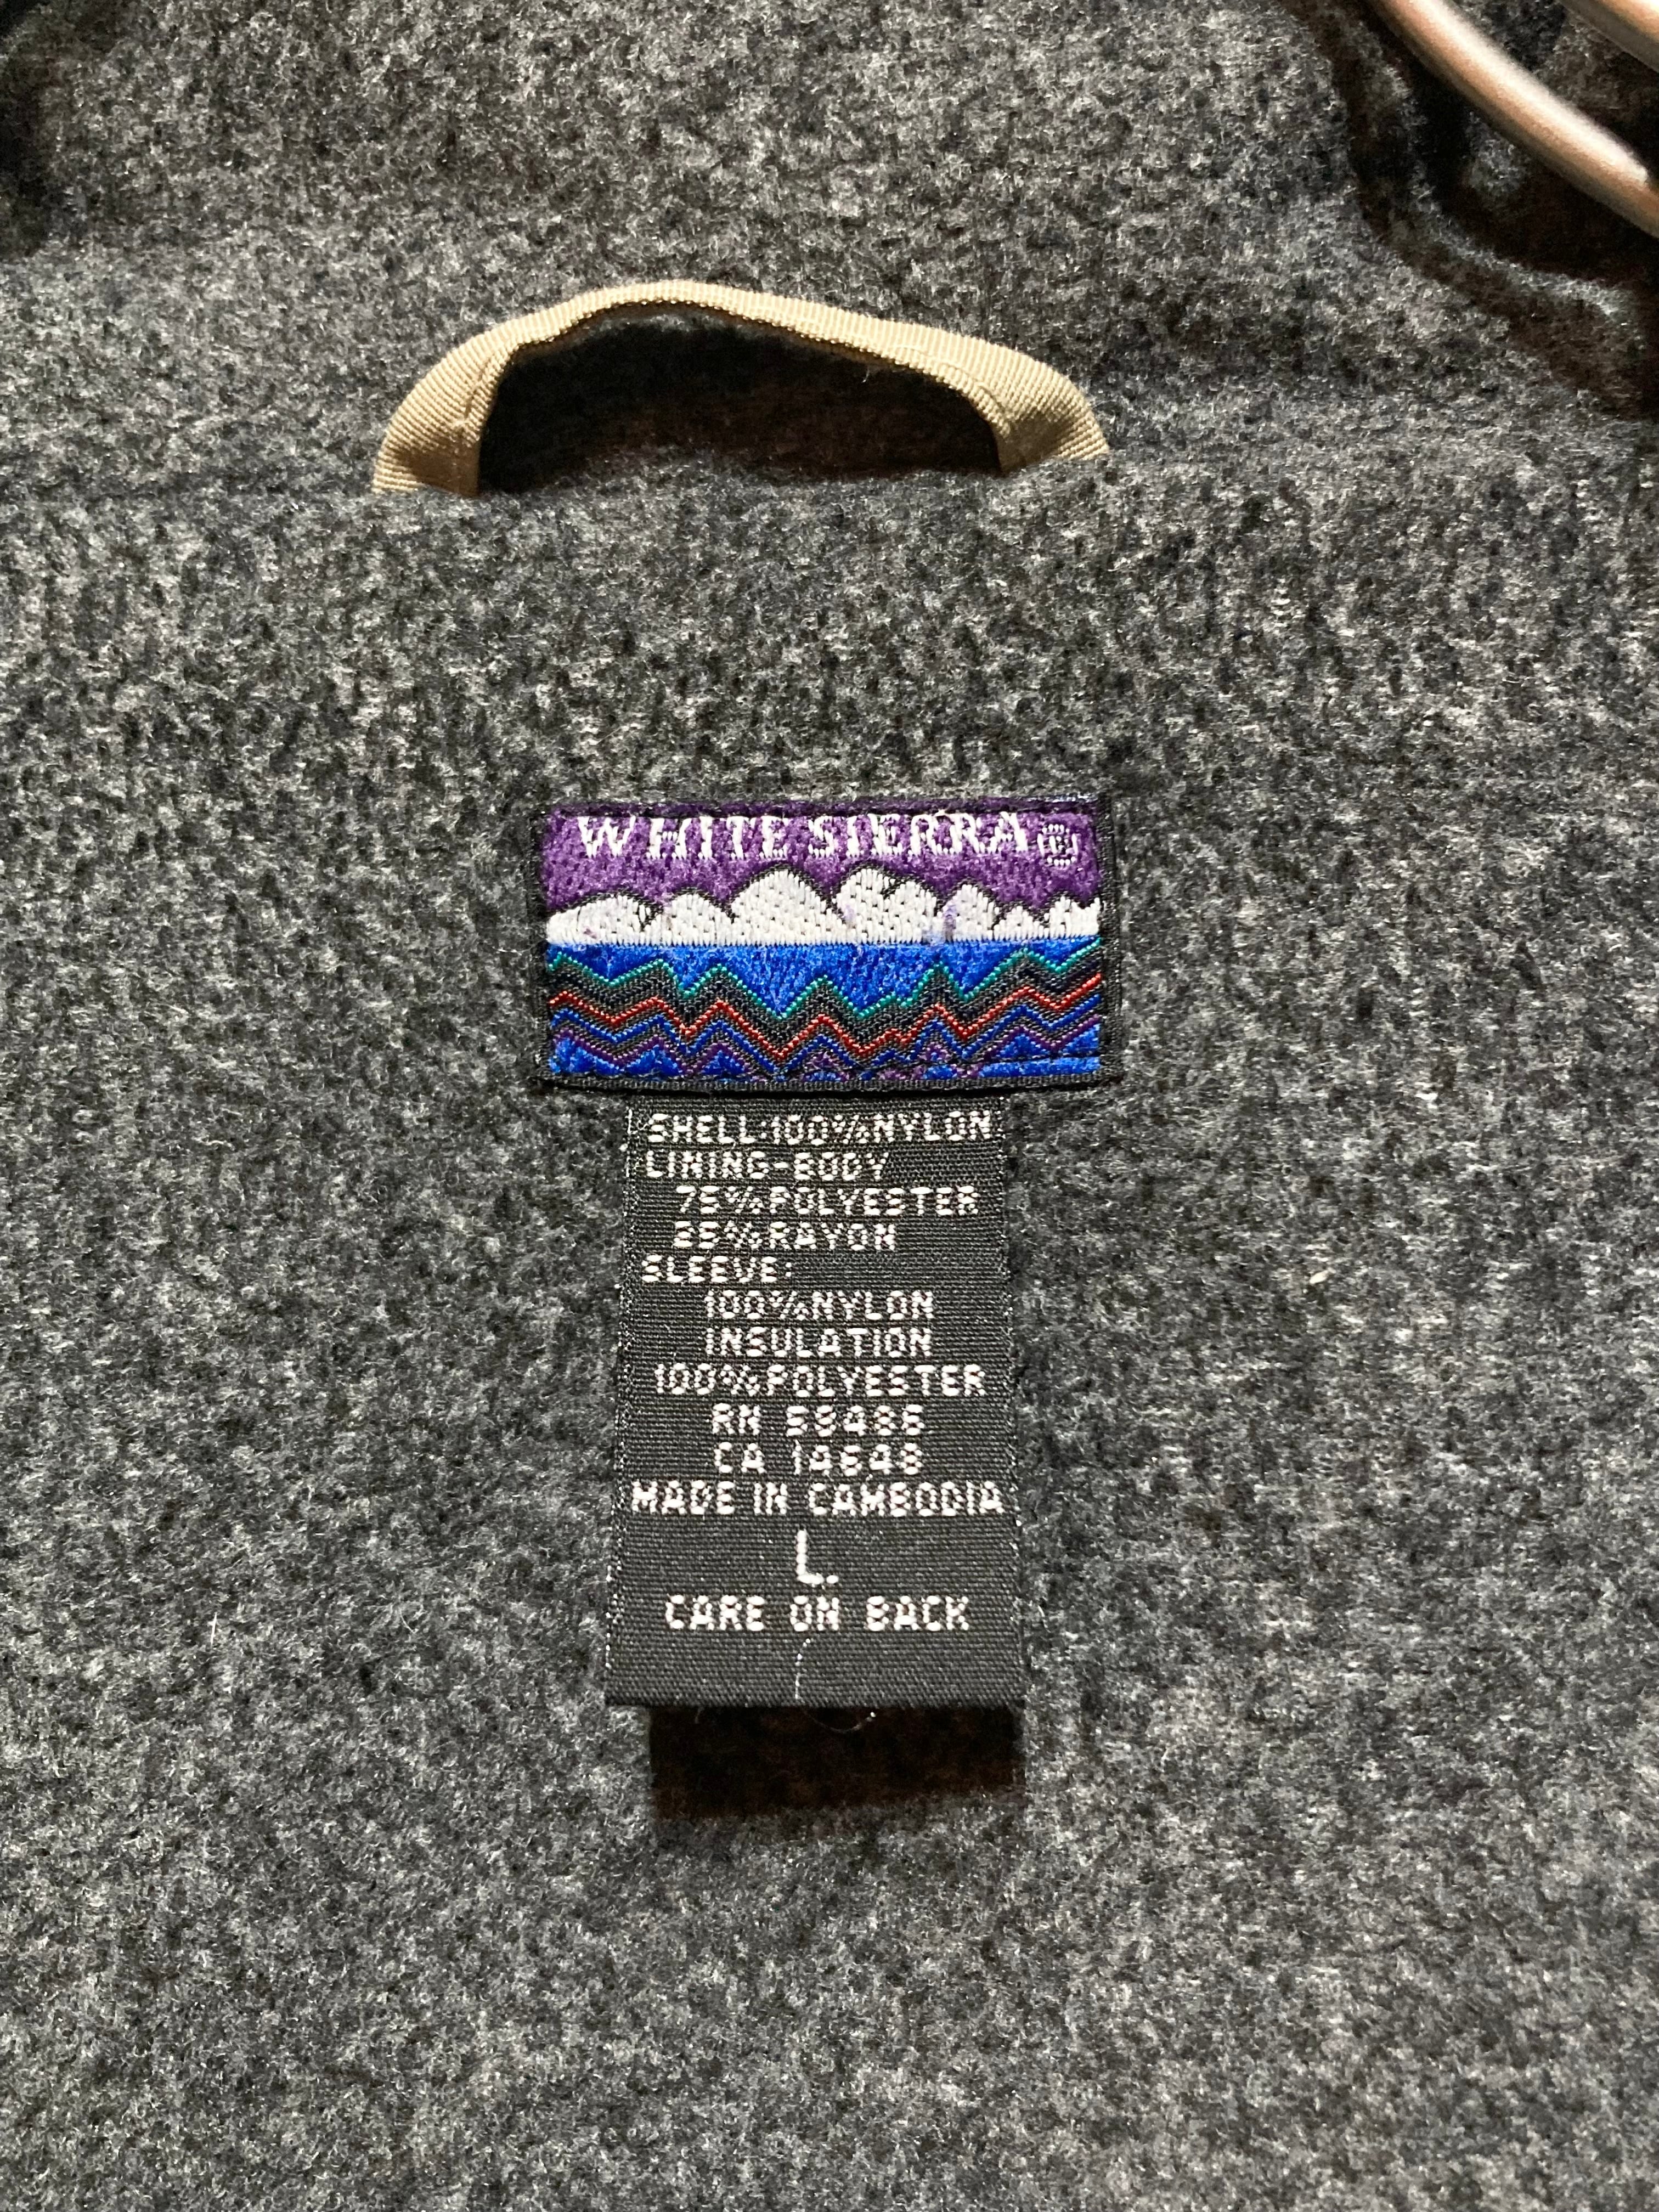 WHITE SIERRA®
SHELL:100%NYLON
LINING-BODY
75%POLYESTER
25%RAYON
SLEEVE:
100%NYLON
INSULATION
100%POLYESTER
RN 58486
CA 14648
MADE IN CAMBODIA
L.
CARE ON BACK